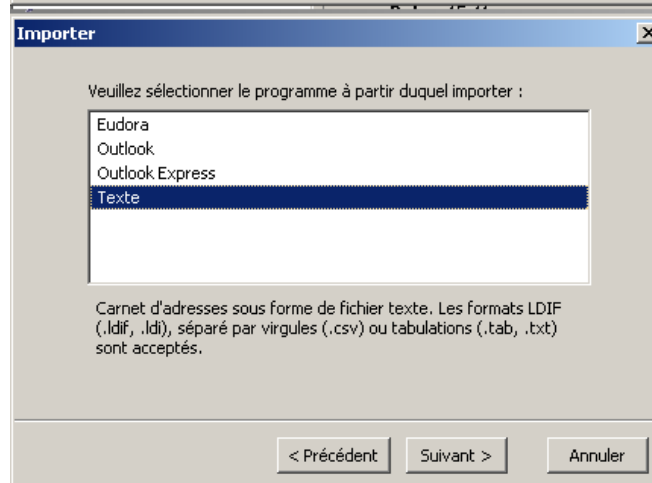 Importer
Veuillez sélectionner le programme à partir duquel importer :
Eudora
Outlook
Outlook Express
Texte
Carnet d'adresses sous forme de fichier texte. Les formats LDIF
(.ldif, .ldi), séparé par virgules (.csv) ou tabulations (.tab, .txt)
sont acceptés.
< Précédent Suivant > Annuler